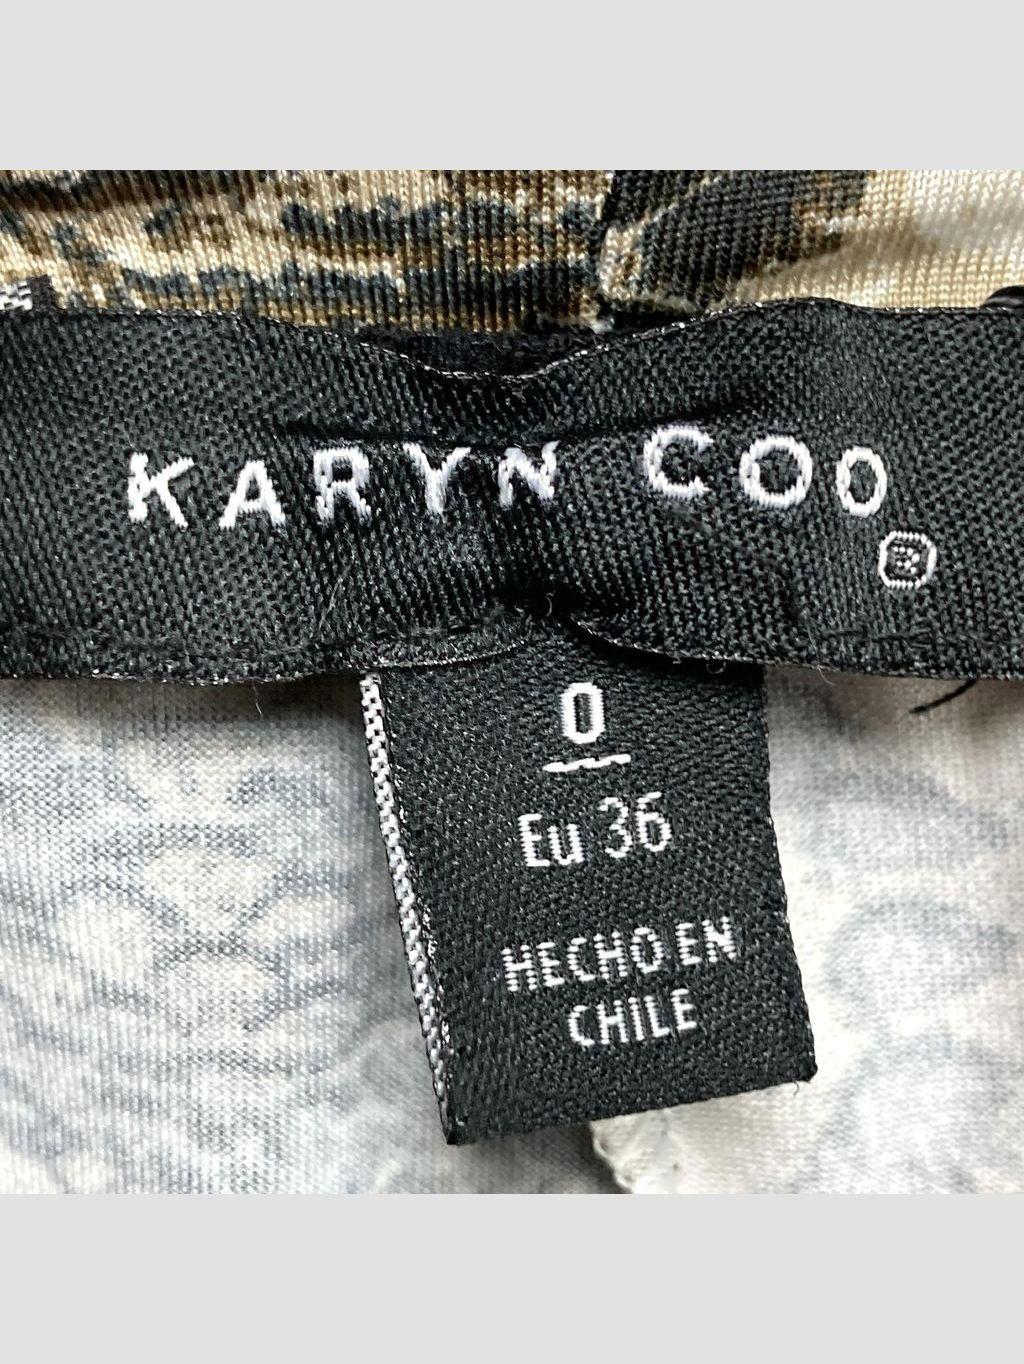 KARYN COO
®
0
Eu 36
HECHO EN
CHILE